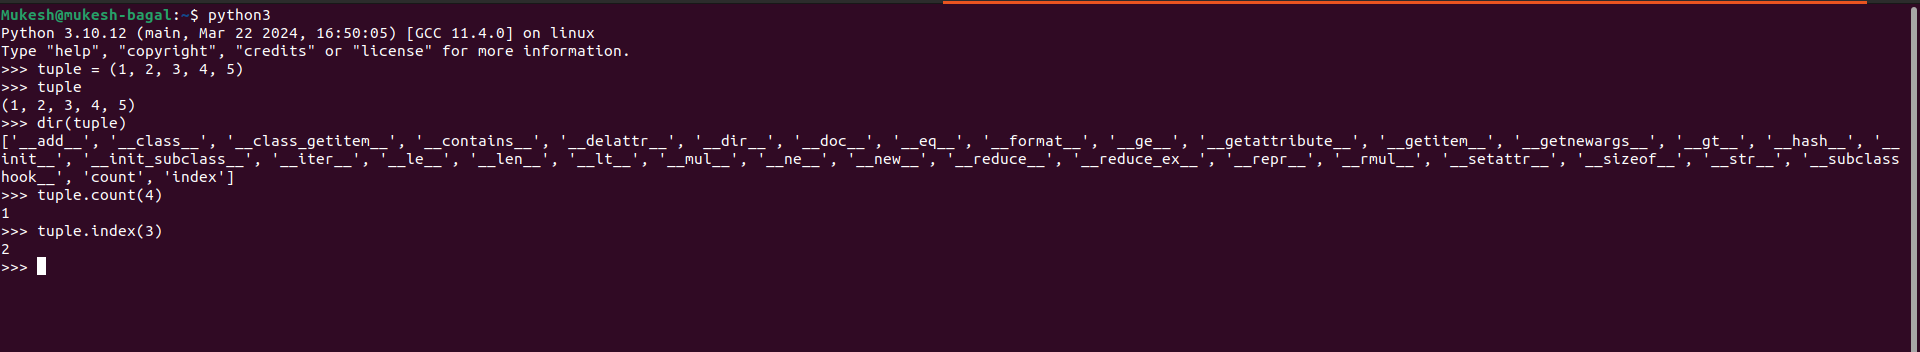 Mukesh@mukesh-bagal:~$ python3
Python 3.10.12 (main, Mar 22 2024, 16:50:05) [GCC 11.4.0] on linux
Type "help", "copyright", "credits" or "license" for more information.
>>> tuple = (1, 2, 3, 4, 5)
>>> tuple
(1, 2, 3, 4, 5)
>>> dir(tuple)
['__add__', '__class__', '__class_getitem__', '__contains__', '__delattr__', '__dir__', '__doc__', '__eq__', '__format__', '__ge__', '__getattribute__', '__getitem__', '__getnewargs__', '__gt__', '__hash__', '__
init__', '__init_subclass__', '__iter__', '__le__', '__len__', '__lt__', '__mul__', '__ne__', '__new__', '__reduce__', '__reduce_ex__', '__repr__', '__rmul__', '__setattr__', '__sizeof__', '__str__', '__subclass
hook__', 'count', 'index']
>>> tuple.count(4)
1
>>> tuple.index(3)
2
>>>